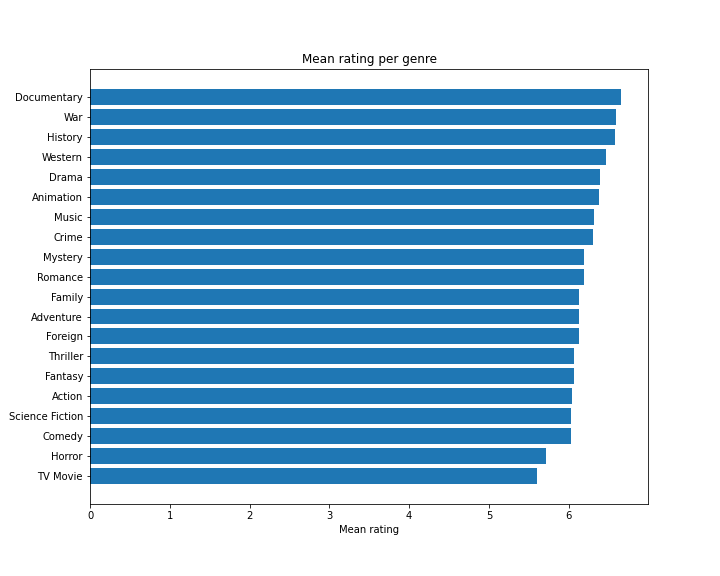 Mean rating per genre
Documentary
War
History
Western
Drama
Animation
Music
Crime
Mystery
Romance
Family
Adventure
Foreign
Thriller
Fantasy
Action
Science Fiction
Comedy
Horror
TV Movie
0 1 2 3 4 5 6
Mean rating